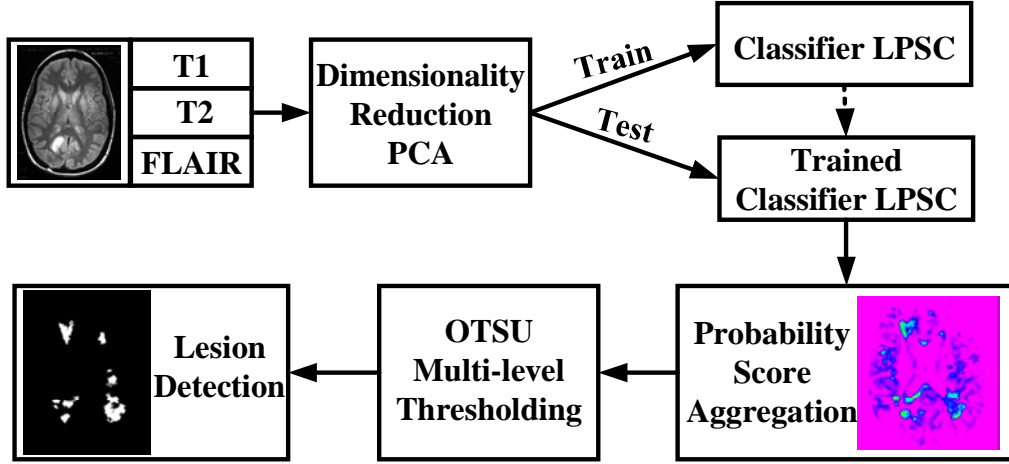 T1
T2
FLAIR
Dimensionality
Reduction
PCA
Train
Test
Classifier LPSC
Trained
Classifier LPSC
Probability
Score
Aggregation
OTSU
Multi-level
Thresholding
Lesion
Detection